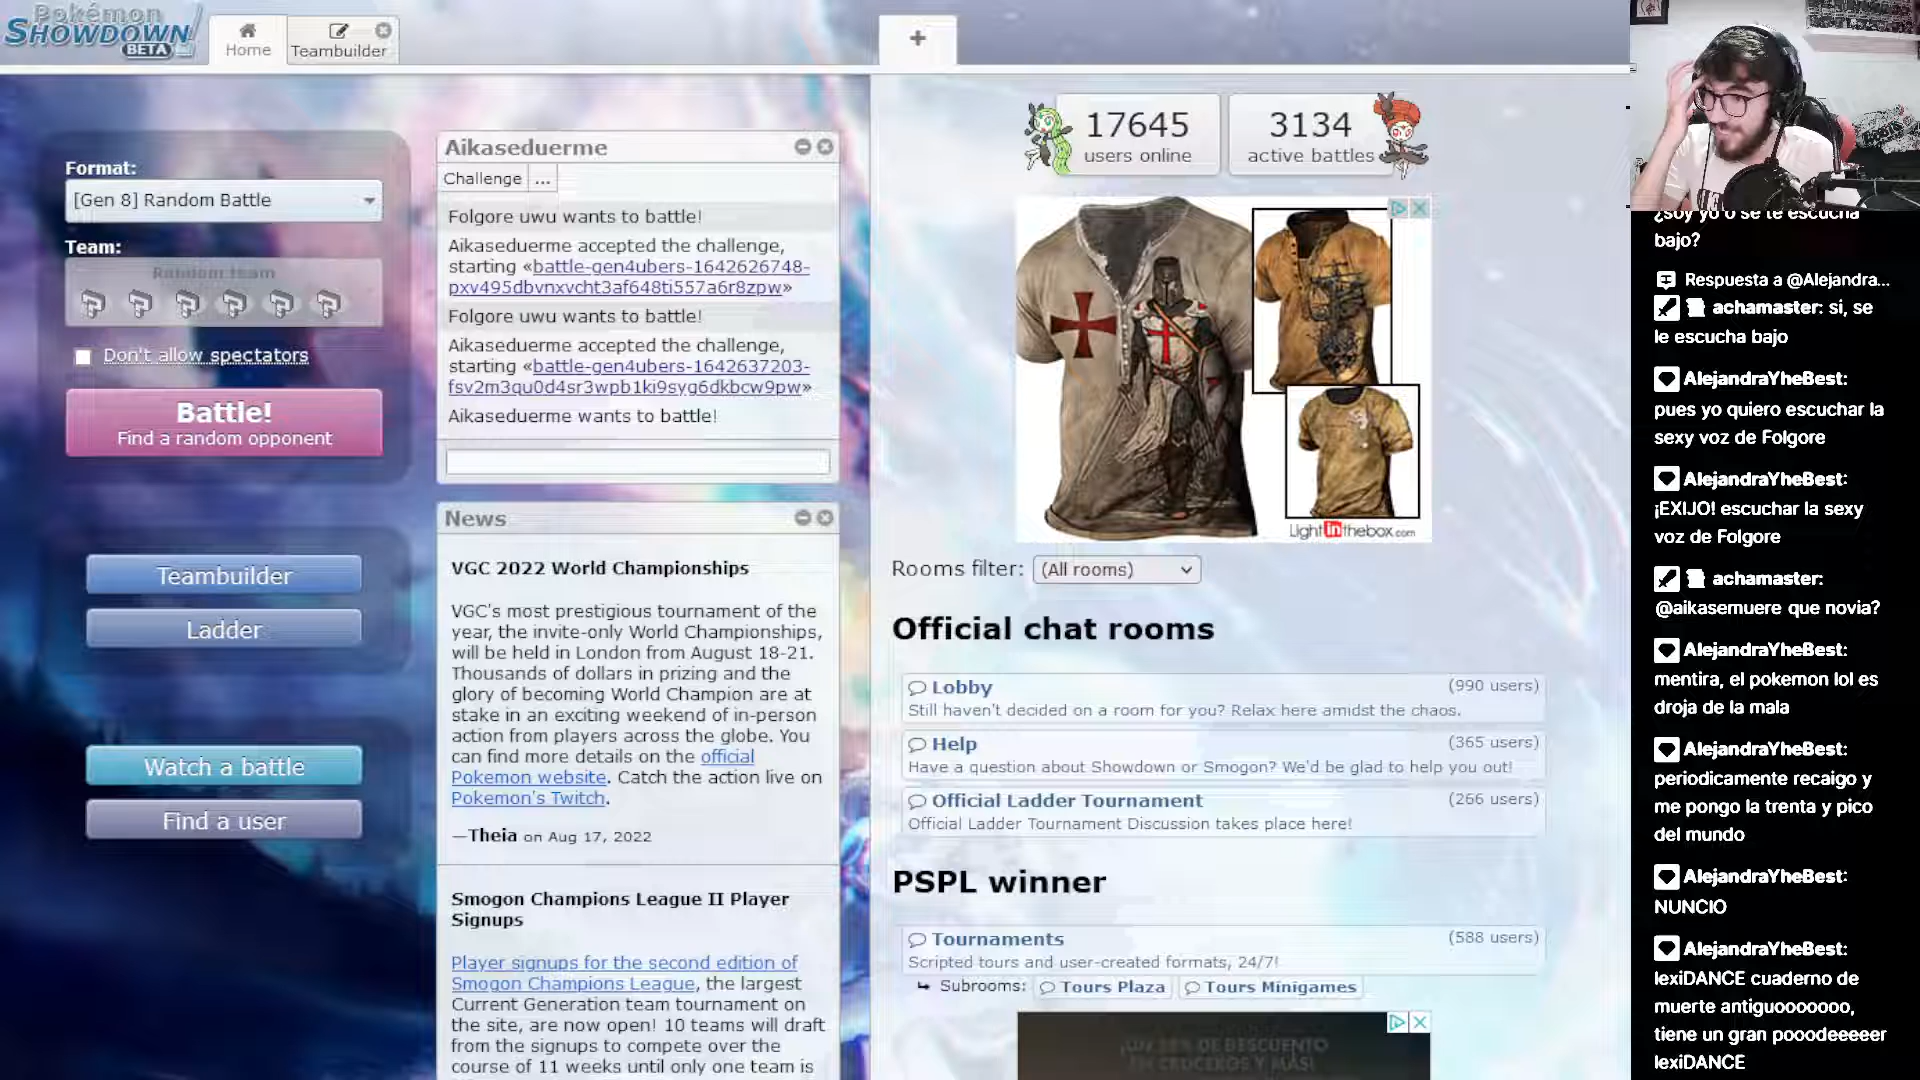 Pokémon
SHOWDOWN
BETA
Home
Teambuilder
+
Format:
[Gen 8] Random Battle
Team:
Random team
Don't allow spectators
Battle!
Find a random opponent
Teambuilder
Ladder
Watch a battle
Find a user
Aikaseduerme
Challenge ...
Folgore uwu wants to battle!
Aikaseduerme accepted the challenge,
starting «battle-gen4ubers-1642626748-
pxv495dbvnxvcht3af648ti557a6r8zpw»
Folgore uwu wants to battle!
Aikaseduerme accepted the challenge,
starting «battle-gen4ubers-1642637203-
fsv2m3qu0d4sr3wpb1ki9syg6dkbcw9pw»
Aikaseduerme wants to battle!
News
VGC 2022 World Championships
VGC's most prestigious tournament of the
year, the invite-only World Championships,
will be held in London from August 18-21.
Thousands of dollars in prizing and the
glory of becoming World Champion are at
stake in an exciting weekend of in-person
action from players across the globe. You
can find more details on the official
Pokemon website. Catch the action live on
Pokemon's Twitch.
—Theia on Aug 17, 2022
Smogon Champions League II Player
Signups
Player signups for the second edition of
Smogon Champions League, the largest
Current Generation team tournament on
the site, are now open! 10 teams will draft
from the signups to compete over the
course of 11 weeks until only one team is
17645
users online
3134
active battles
Lightinthebox.com
Rooms filter: (All rooms)
Official chat rooms
Lobby (990 users)
Still haven't decided on a room for you? Relax here amidst the chaos.
Help (365 users)
Have a question about Showdown or Smogon? We'd be glad to help you out!
Official Ladder Tournament (266 users)
Official Ladder Tournament Discussion takes place here!
PSPL winner
Tournaments (588 users)
Scripted tours and user-created formats, 24/7!
Subrooms: Tours Plaza Tours Minigames
¡UN 35% DE DESCUENTO
EN CRUCEROS Y MÁS!
¿soy yo o se te escucha
bajo?
Respuesta a @Alejandra...
achamaster: si, se
le escucha bajo
AlejandraYheBest:
pues yo quiero escuchar la
sexy voz de Folgore
AlejandraYheBest:
¡EXIJO! escuchar la sexy
voz de Folgore
achamaster:
@aikasemuere que novia?
AlejandraYheBest:
mentira, el pokemon lol es
droja de la mala
AlejandraYheBest:
periodicamente recaigo y
me pongo la trenta y pico
del mundo
AlejandraYheBest:
NUNCIO
AlejandraYheBest:
lexiDANCE cuaderno de
muerte antiguooooooo,
tiene un gran pooodeeeeer
lexiDANCE